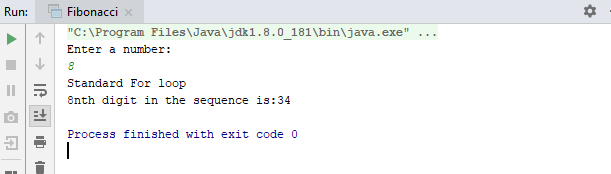 Run: Fibonacci ×
"C:\Program Files\Java\jdk1.8.0_181\bin\java.exe" ...
Enter a number:
8
Standard For loop
8nth digit in the sequence is:34
Process finished with exit code 0